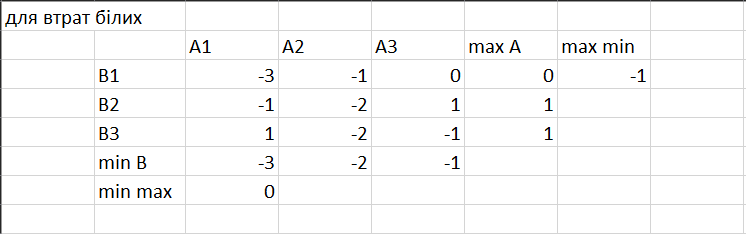 для втрат білих
A1 A2 A3 max A max min
B1 -3 -1 0 0 -1
B2 -1 -2 1 1
B3 1 -2 -1 1
min B -3 -2 -1
min max 0